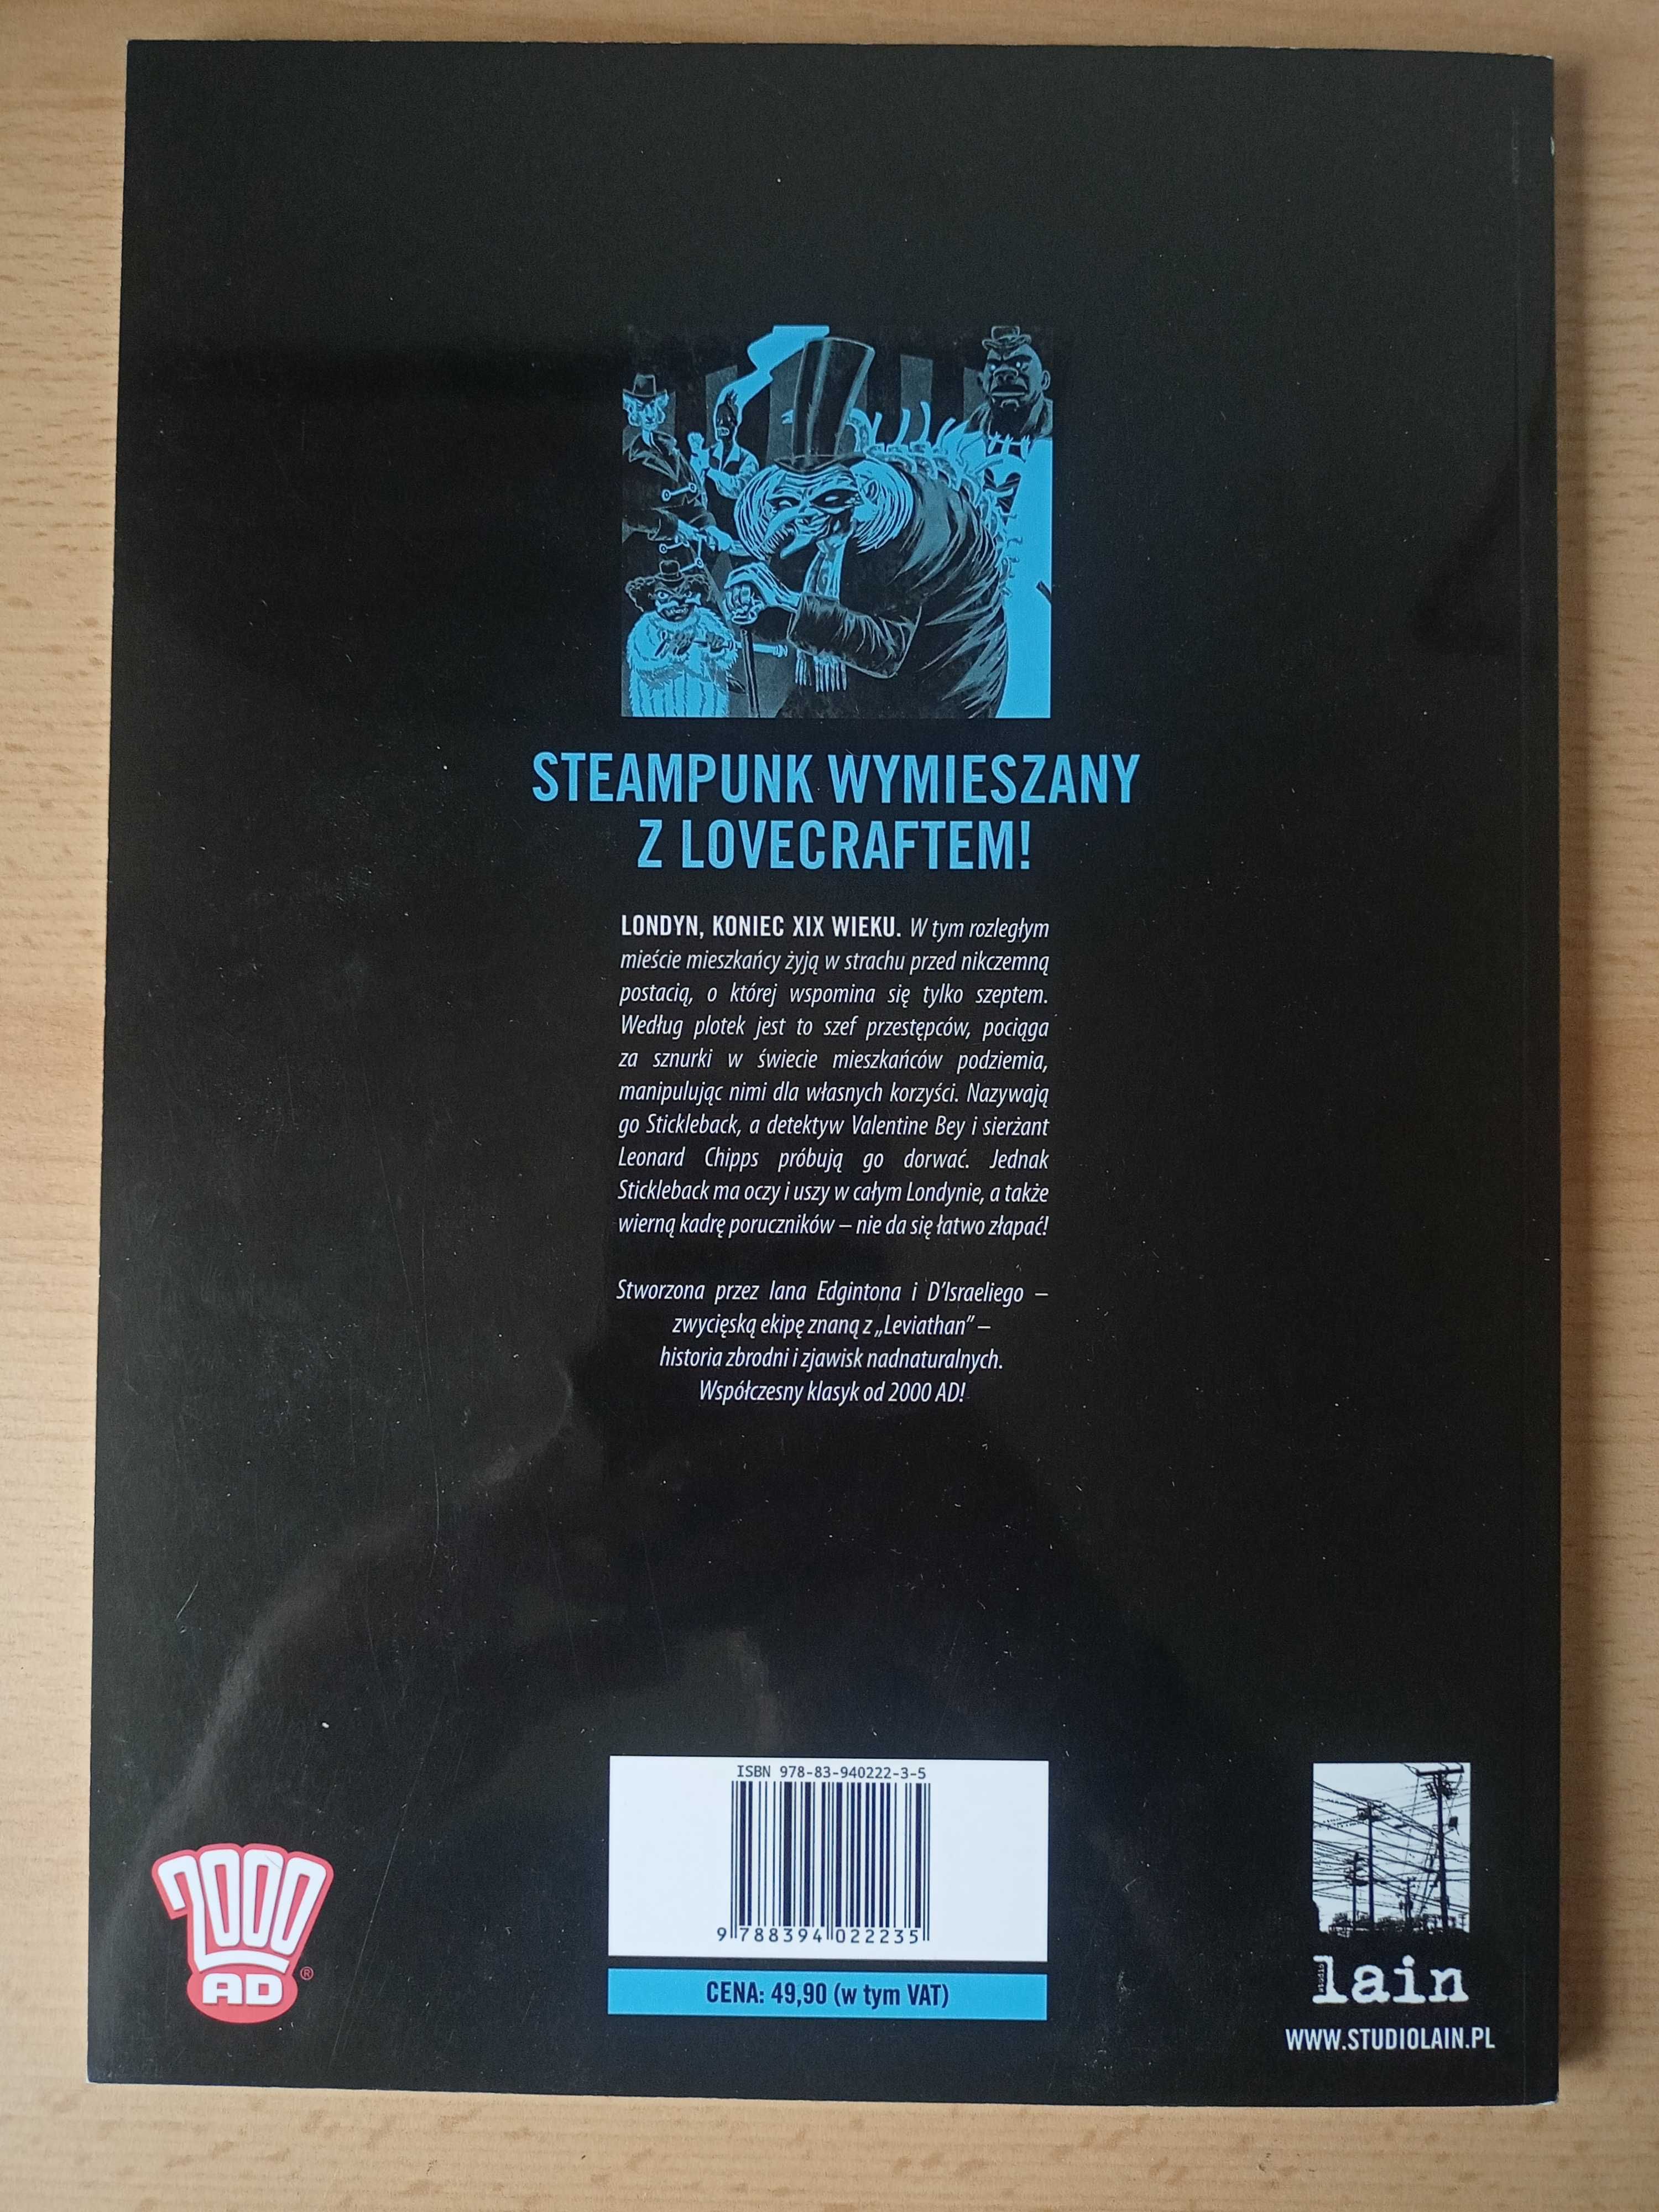 STEAMPUNK WYMIESZANY
Z LOVECRAFTEM!
LONDYN, KONIEC XIX WIEKU. W tym rozległym
mieście mieszkańcy żyją w strachu przed nikczemną
postacią, o której wspomina się tylko szeptem.
Według plotek jest to szef przestępców, pociąga
za sznurki w świecie mieszkańców podziemia,
manipulując nimi dla własnych korzyści. Nazywają
go Stickleback, a detektyw Valentine Bey i sierżant
Leonard Chipps próbują go dorwać. Jednak
Stickleback ma oczy i uszy w całym Londynie, a także
wierną kadrę poruczników – nie da się łatwo złapać!
Stworzona przez Iana Edgintona i D'Israeliego –
zwycięską ekipę znaną z „Leviathan” –
historia zbrodni i zjawisk nadnaturalnych.
Współczesny klasyk od 2000 AD!
ISBN 978-83-940222-3-5
9 788394 022235
CENA: 49,90 (w tym VAT)
2000
AD®
studio lain
WWW.STUDIOLAIN.PL